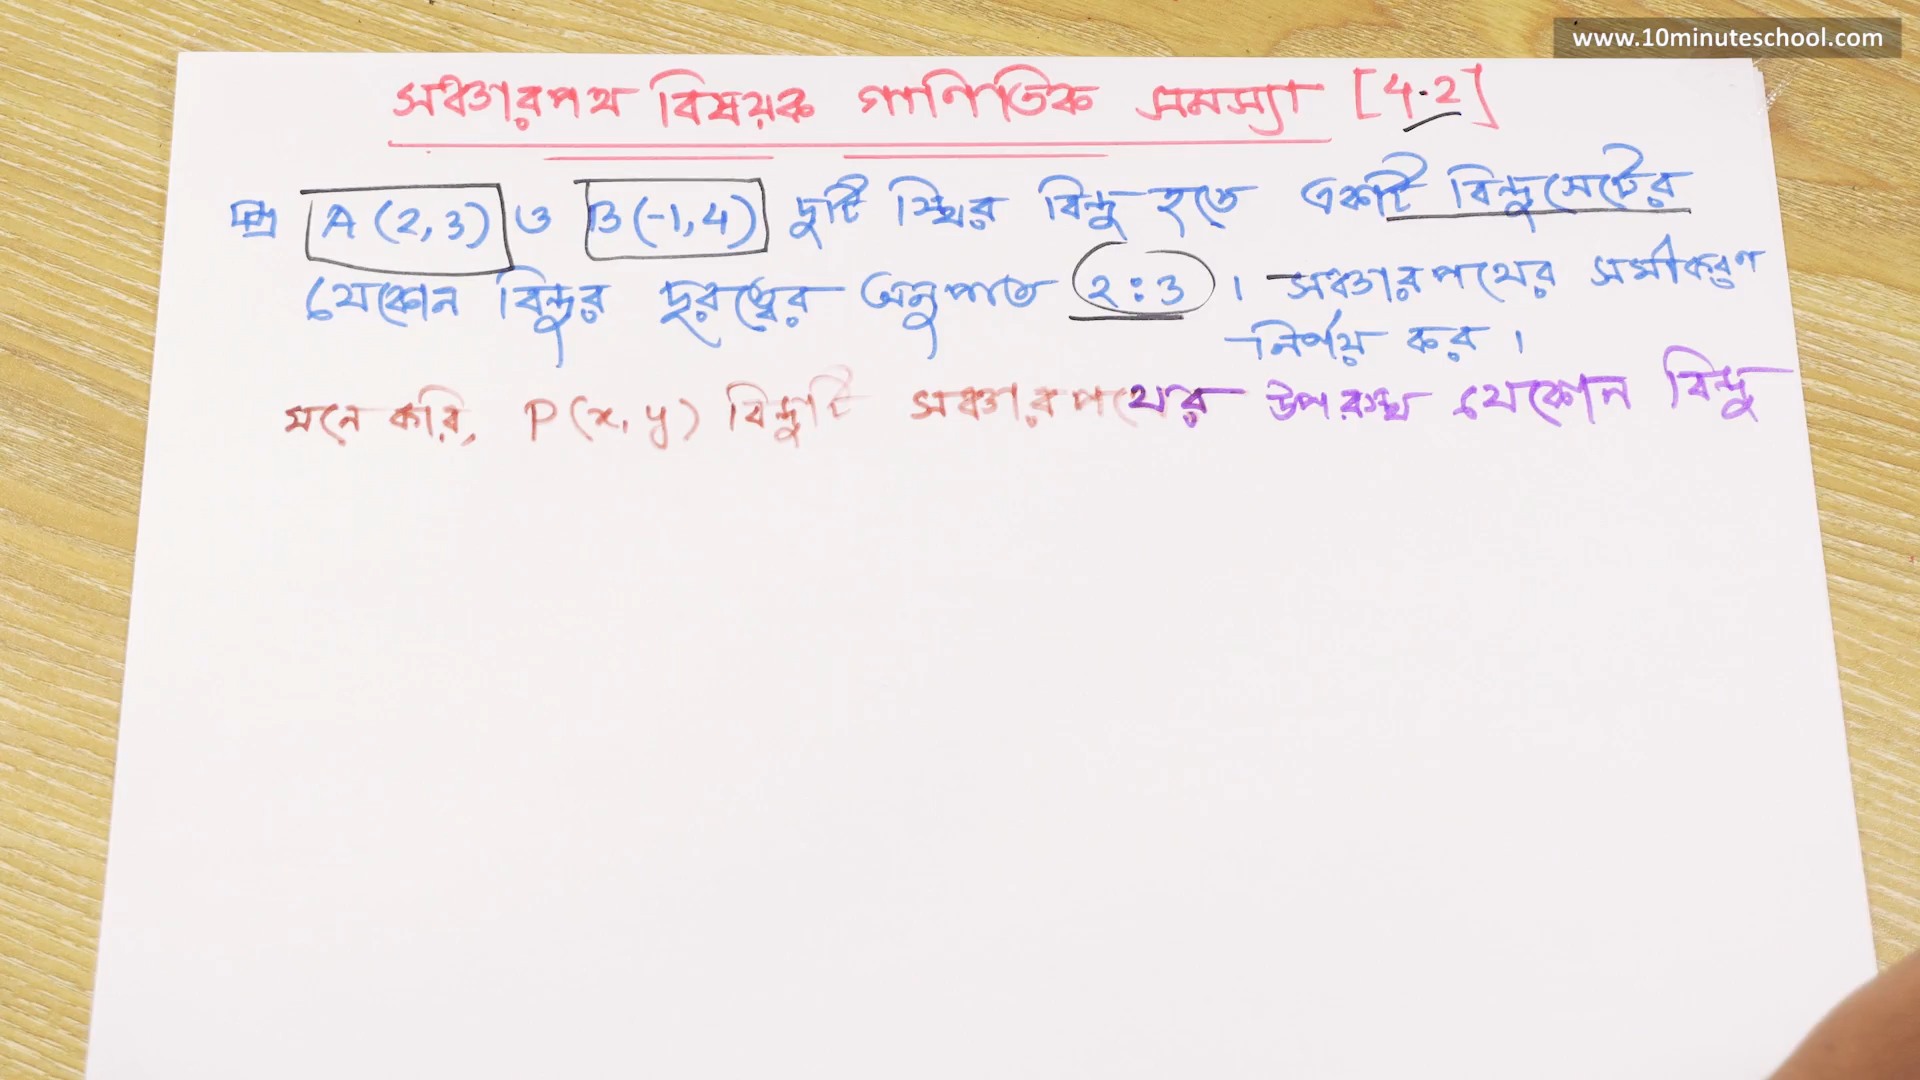 www.10minuteschool.com
সঞ্চারপথ বিষয়ক গাণিতিক সমস্যা [4.2]
A(2,3) ও B(-1,4) দুটি স্থির বিন্দু হতে একটি বিন্দুসেটের
যেকোন বিন্দুর দূরত্বের অনুপাত 2:3 । সঞ্চারপথের সমীকরণ
নির্ণয় কর ।
মনে করি, P(x,y) বিন্দুটি সঞ্চারপথের উপরস্থ যেকোন বিন্দু